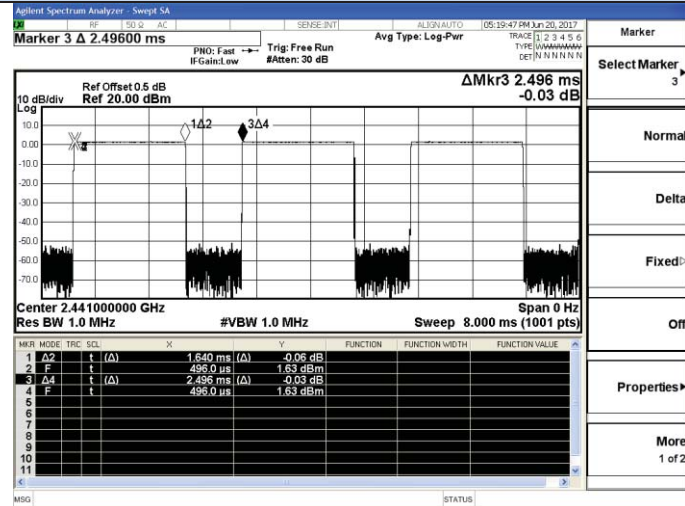 Agilent Spectrum Analyzer - Swept SA
RF 50 Ω AC SENSE:INT ALIGNAUTO 05:19:47 PM Jun 20, 2017
Marker 3 Δ 2.49600 ms
PNO: Fast
IFGain:Low
Trig: Free Run
#Atten: 30 dB
Avg Type: Log-Pwr
TRACE 1 2 3 4 5 6
TYPE
DET N N N N N N
Marker
Select Marker
3
Normal
Delta
Fixed
Off
Properties
More
1 of 2
Ref Offset 0.5 dB
10 dB/div Ref 20.00 dBm
Log
ΔMkr3 2.496 ms
-0.03 dB
10.0
0.00
-10.0
-20.0
-30.0
-40.0
-50.0
-60.0
-70.0
1Δ2
3Δ4
Center 2.441000000 GHz Span 0 Hz
Res BW 1.0 MHz #VBW 1.0 MHz Sweep 8.000 ms (1001 pts)
MKR MODE TRC SCL X Y FUNCTION FUNCTION WIDTH FUNCTION VALUE
1 Δ2 t (Δ) 1.640 ms (Δ) -0.06 dB
2 F t 496.0 µs 1.63 dBm
3 Δ4 t (Δ) 2.496 ms (Δ) -0.03 dB
4 F t 496.0 µs 1.63 dBm
5
6
7
8
9
10
11
MSG STATUS